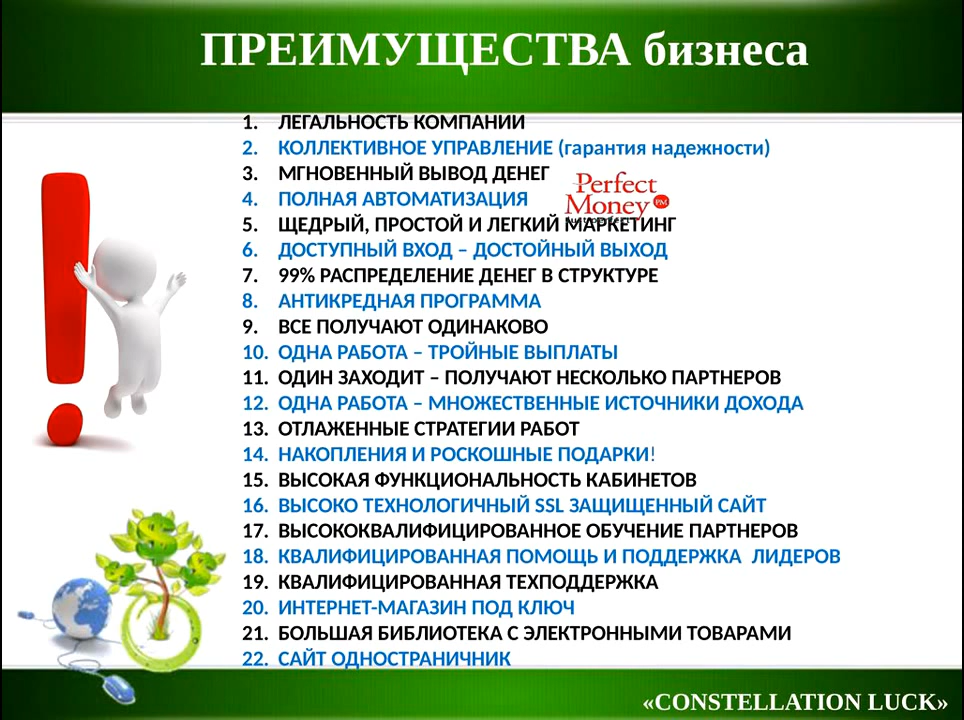 ПРЕИМУЩЕСТВА бизнеса
1. ЛЕГАЛЬНОСТЬ КОМПАНИИ
2. КОЛЛЕКТИВНОЕ УПРАВЛЕНИЕ (гарантия надежности)
3. МГНОВЕННЫЙ ВЫВОД ДЕНЕГ
Perfect
Money PM
4. ПОЛНАЯ АВТОМАТИЗАЦИЯ
5. ЩЕДРЫЙ, ПРОСТОЙ И ЛЕГКИЙ МАРКЕТИНГ
6. ДОСТУПНЫЙ ВХОД – ДОСТОЙНЫЙ ВЫХОД
7. 99% РАСПРЕДЕЛЕНИЕ ДЕНЕГ В СТРУКТУРЕ
8. АНТИКРЕДНАЯ ПРОГРАММА
9. ВСЕ ПОЛУЧАЮТ ОДИНАКОВО
10. ОДНА РАБОТА – ТРОЙНЫЕ ВЫПЛАТЫ
11. ОДИН ЗАХОДИТ – ПОЛУЧАЮТ НЕСКОЛЬКО ПАРТНЕРОВ
12. ОДНА РАБОТА – МНОЖЕСТВЕННЫЕ ИСТОЧНИКИ ДОХОДА
13. ОТЛАЖЕННЫЕ СТРАТЕГИИ РАБОТ
14. НАКОПЛЕНИЯ И РОСКОШНЫЕ ПОДАРКИ!
15. ВЫСОКАЯ ФУНКЦИОНАЛЬНОСТЬ КАБИНЕТОВ
16. ВЫСОКО ТЕХНОЛОГИЧНЫЙ SSL ЗАЩИЩЕННЫЙ САЙТ
17. ВЫСОКОКВАЛИФИЦИРОВАННОЕ ОБУЧЕНИЕ ПАРТНЕРОВ
18. КВАЛИФИЦИРОВАННАЯ ПОМОЩЬ И ПОДДЕРЖКА ЛИДЕРОВ
19. КВАЛИФИЦИРОВАННАЯ ТЕХПОДДЕРЖКА
20. ИНТЕРНЕТ-МАГАЗИН ПОД КЛЮЧ
21. БОЛЬШАЯ БИБЛИОТЕКА С ЭЛЕКТРОННЫМИ ТОВАРАМИ
22. САЙТ ОДНОСТРАНИЧНИК
«CONSTELLATION LUCK»